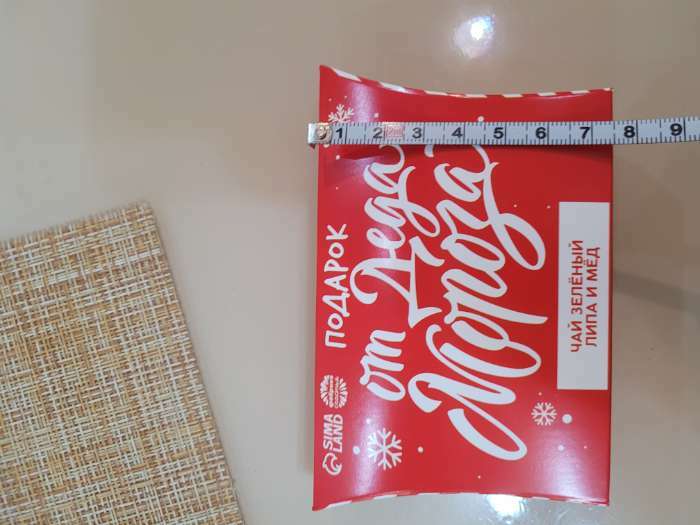 ПОДАРОК
от Деда
Мороза
ЧАЙ ЗЕЛЁНЫЙ
ЛИПА И МЁД
SIMA
LAND
1 2 3 4 5 6 7 8 9